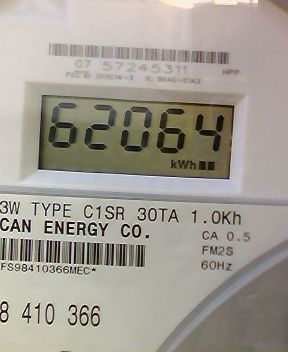 07 57245311 HPP
62064
kWh
3W TYPE C1SR 30TA 1.0Kh
CAN ENERGY CO.
CA 0.5
FM2S
60Hz
FS98410366MEC*
8 410 366